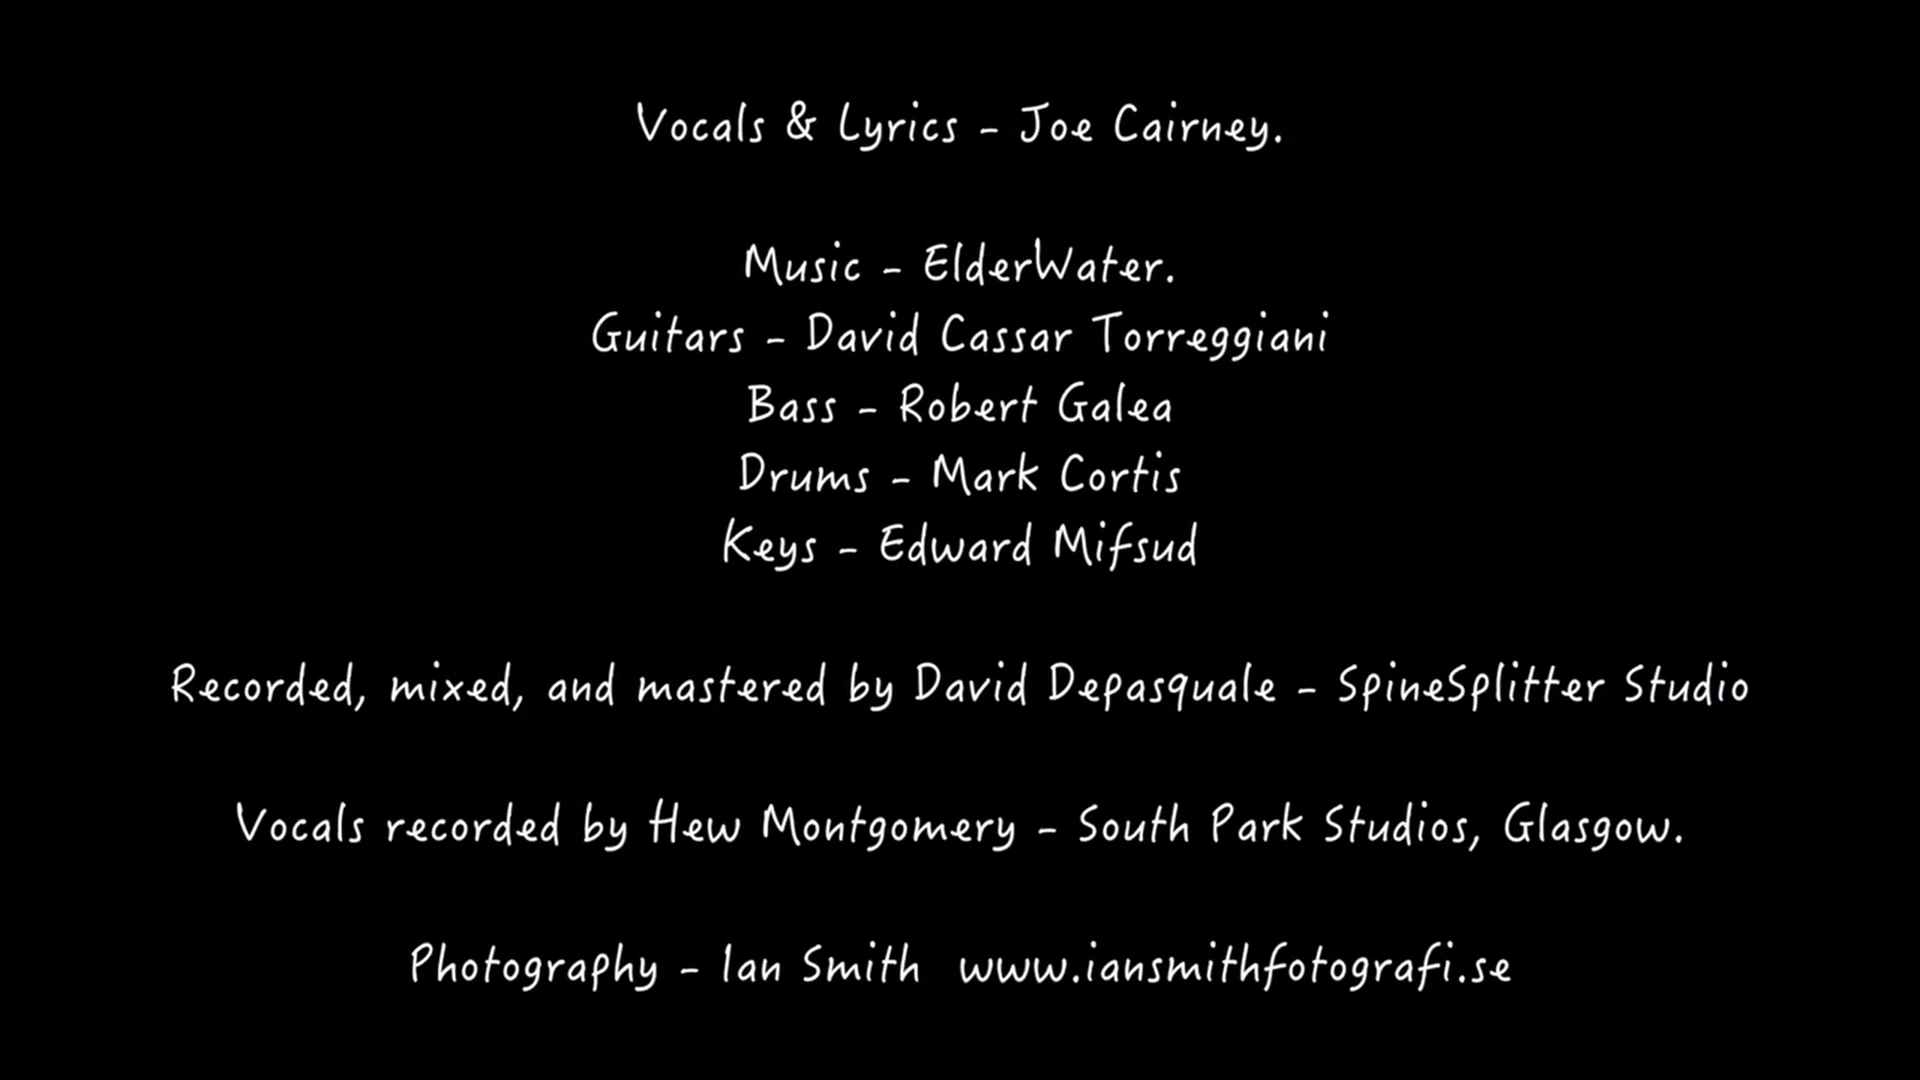 Vocals & Lyrics - Joe Cairney.
Music - ElderWater.
Guitars - David Cassar Torreggiani
Bass - Robert Galea
Drums - Mark Cortis
Keys - Edward Mifsud
Recorded, mixed, and mastered by David Depasquale - SpineSplitter Studio
Vocals recorded by Hew Montgomery - South Park Studios, Glasgow.
Photography - Ian Smith www.iansmithfotografi.se